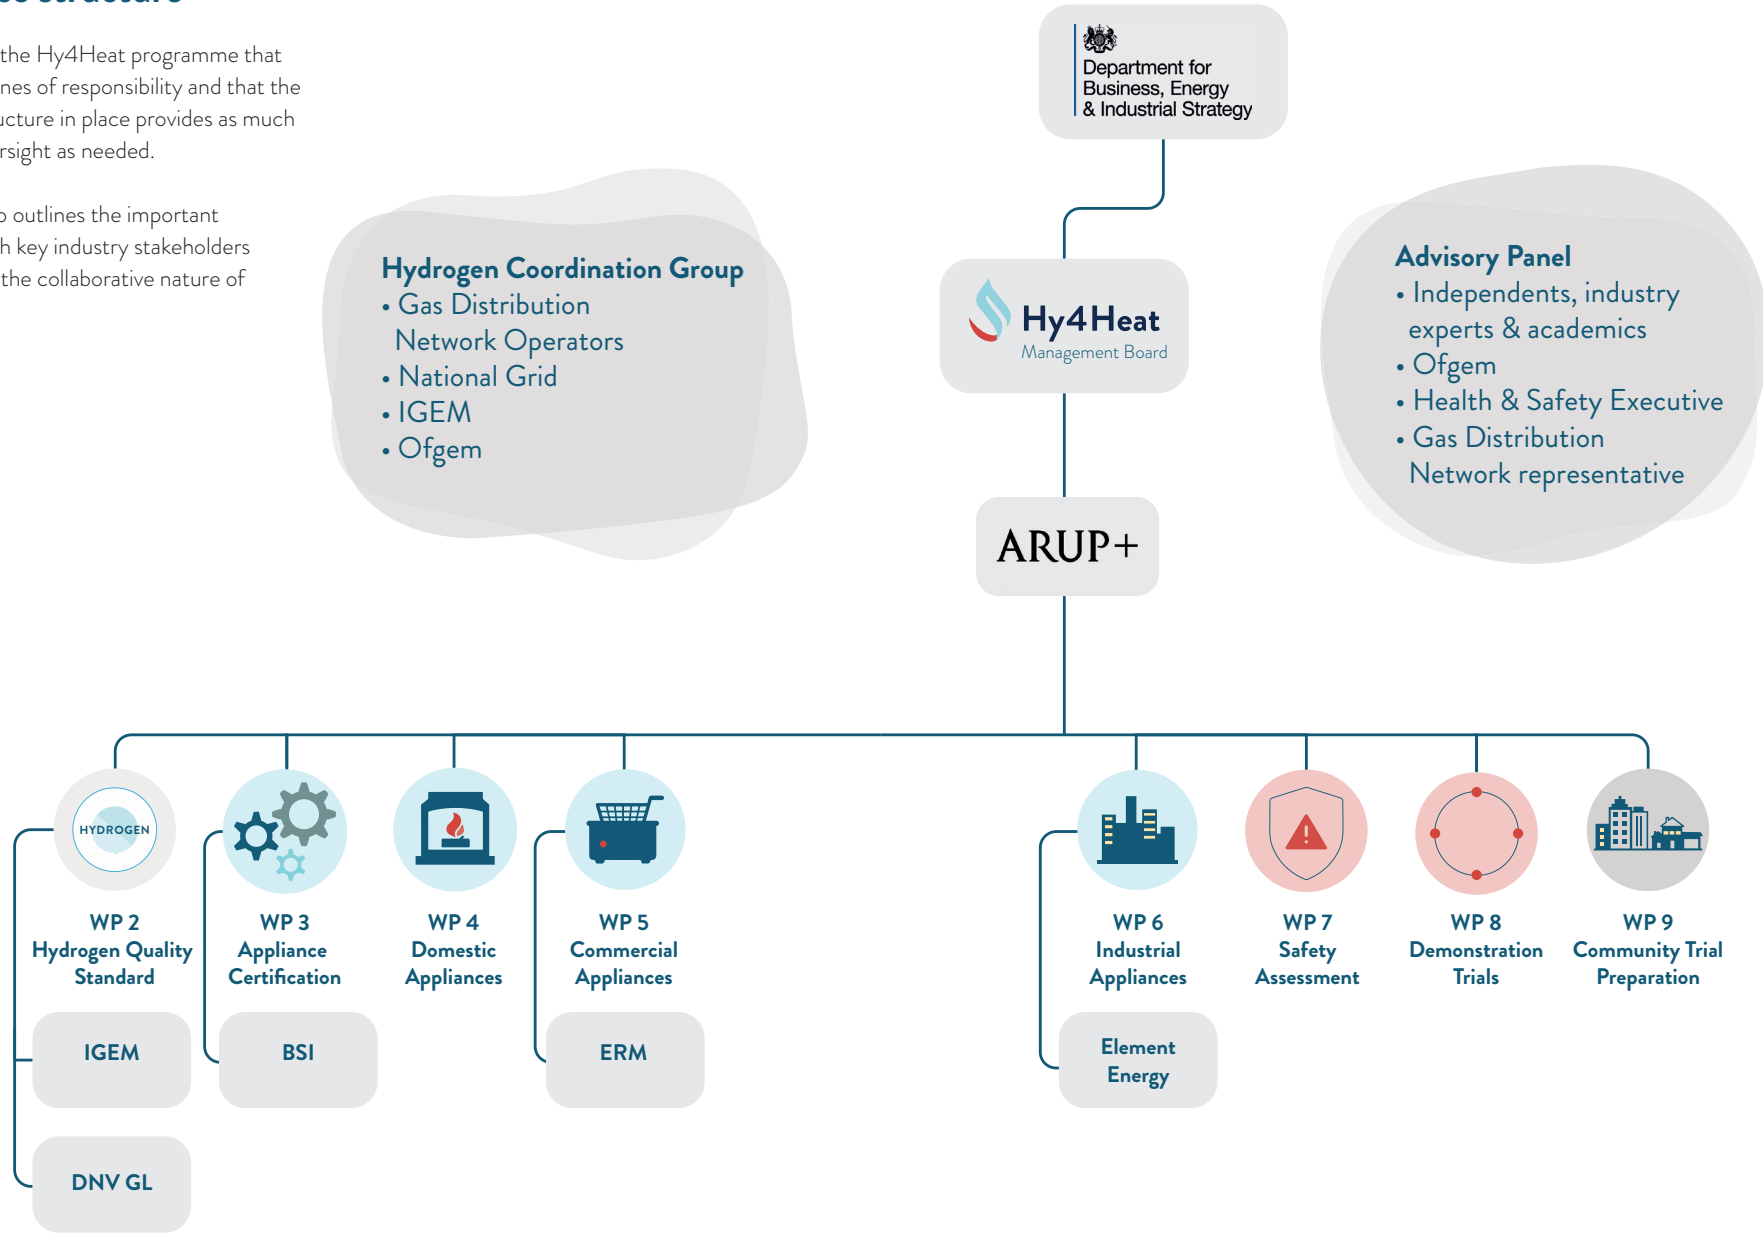 structure
the Hy4Heat programme that
of responsibility and that the
in place provides as much
as needed.
outlines the important
key industry stakeholders
the collaborative nature of
Department for
Business, Energy
& Industrial Strategy
Hydrogen Coordination Group
• Gas Distribution
Network Operators
• National Grid
• IGEM
• Ofgem
Hy4Heat
Management Board
Advisory Panel
• Independents, industry
experts & academics
• Ofgem
• Health & Safety Executive
• Gas Distribution
Network representative
ARUP+
HYDROGEN
WP 2
Hydrogen Quality
Standard
WP 3
Appliance
Certification
WP 4
Domestic
Appliances
WP 5
Commercial
Appliances
WP 6
Industrial
Appliances
WP 7
Safety
Assessment
WP 8
Demonstration
Trials
WP 9
Community Trial
Preparation
IGEM
BSI
ERM
Element
Energy
DNV GL